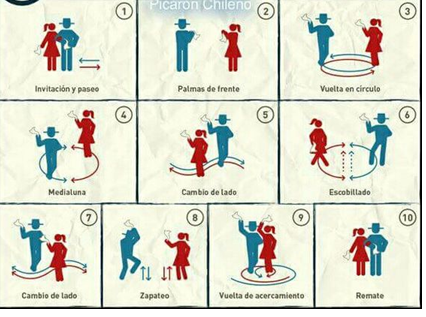 Picarón Chileno
1
Invitación y paseo
2
Palmas de frente
3
Vuelta en círculo
4
Medialuna
5
Cambio de lado
6
Escobillado
7
Cambio de lado
8
Zapateo
9
Vuelta de acercamiento
10
Remate